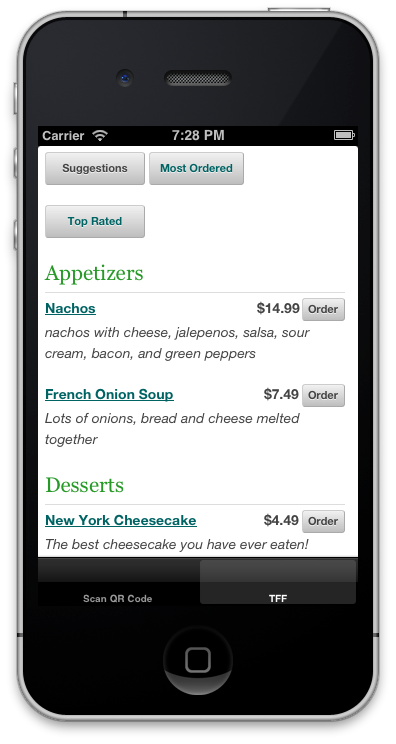 Carrier 7:28 PM
Suggestions Most Ordered
Top Rated
Appetizers
Nachos $14.99 Order
nachos with cheese, jalepenos, salsa, sour
cream, bacon, and green peppers
French Onion Soup $7.49 Order
Lots of onions, bread and cheese melted
together
Desserts
New York Cheesecake $4.49 Order
The best cheesecake you have ever eaten!
Scan QR Code TFF